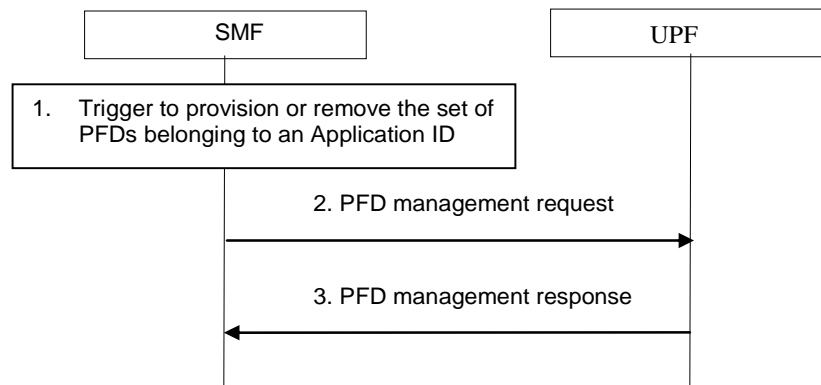 SMF
UPF
1. Trigger to provision or remove the set of
PFDs belonging to an Application ID
2. PFD management request
3. PFD management response